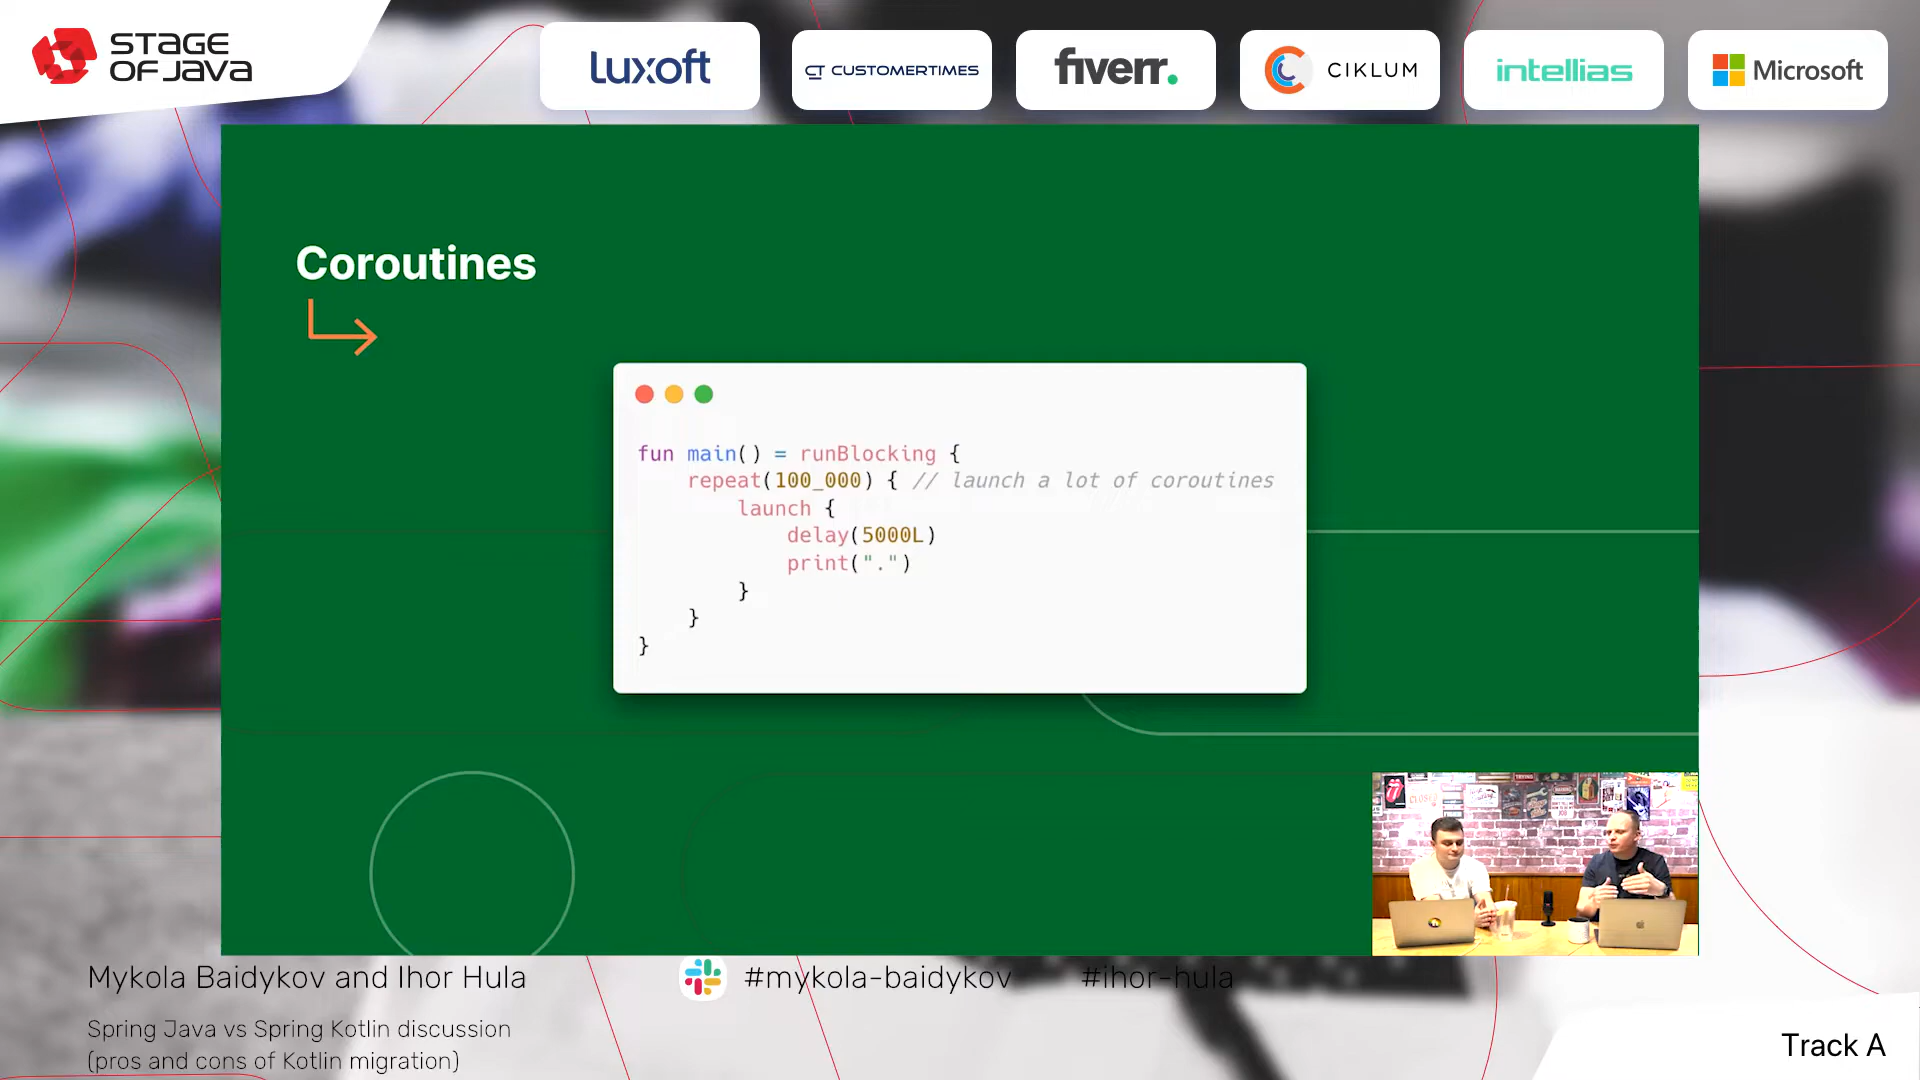 STAGE
OF JAVA
luxoft
CT CUSTOMERTIMES
fiverr.
CIKLUM
intellias
Microsoft
Coroutines
fun main() = runBlocking {
    repeat(100_000) { // launch a lot of coroutines
        launch {
            delay(5000L)
            print(".")
        }
    }
}
Mykola Baidykov and Ihor Hula
#mykola-baidykov
#ihor-hula
Spring Java vs Spring Kotlin discussion
(pros and cons of Kotlin migration)
Track A